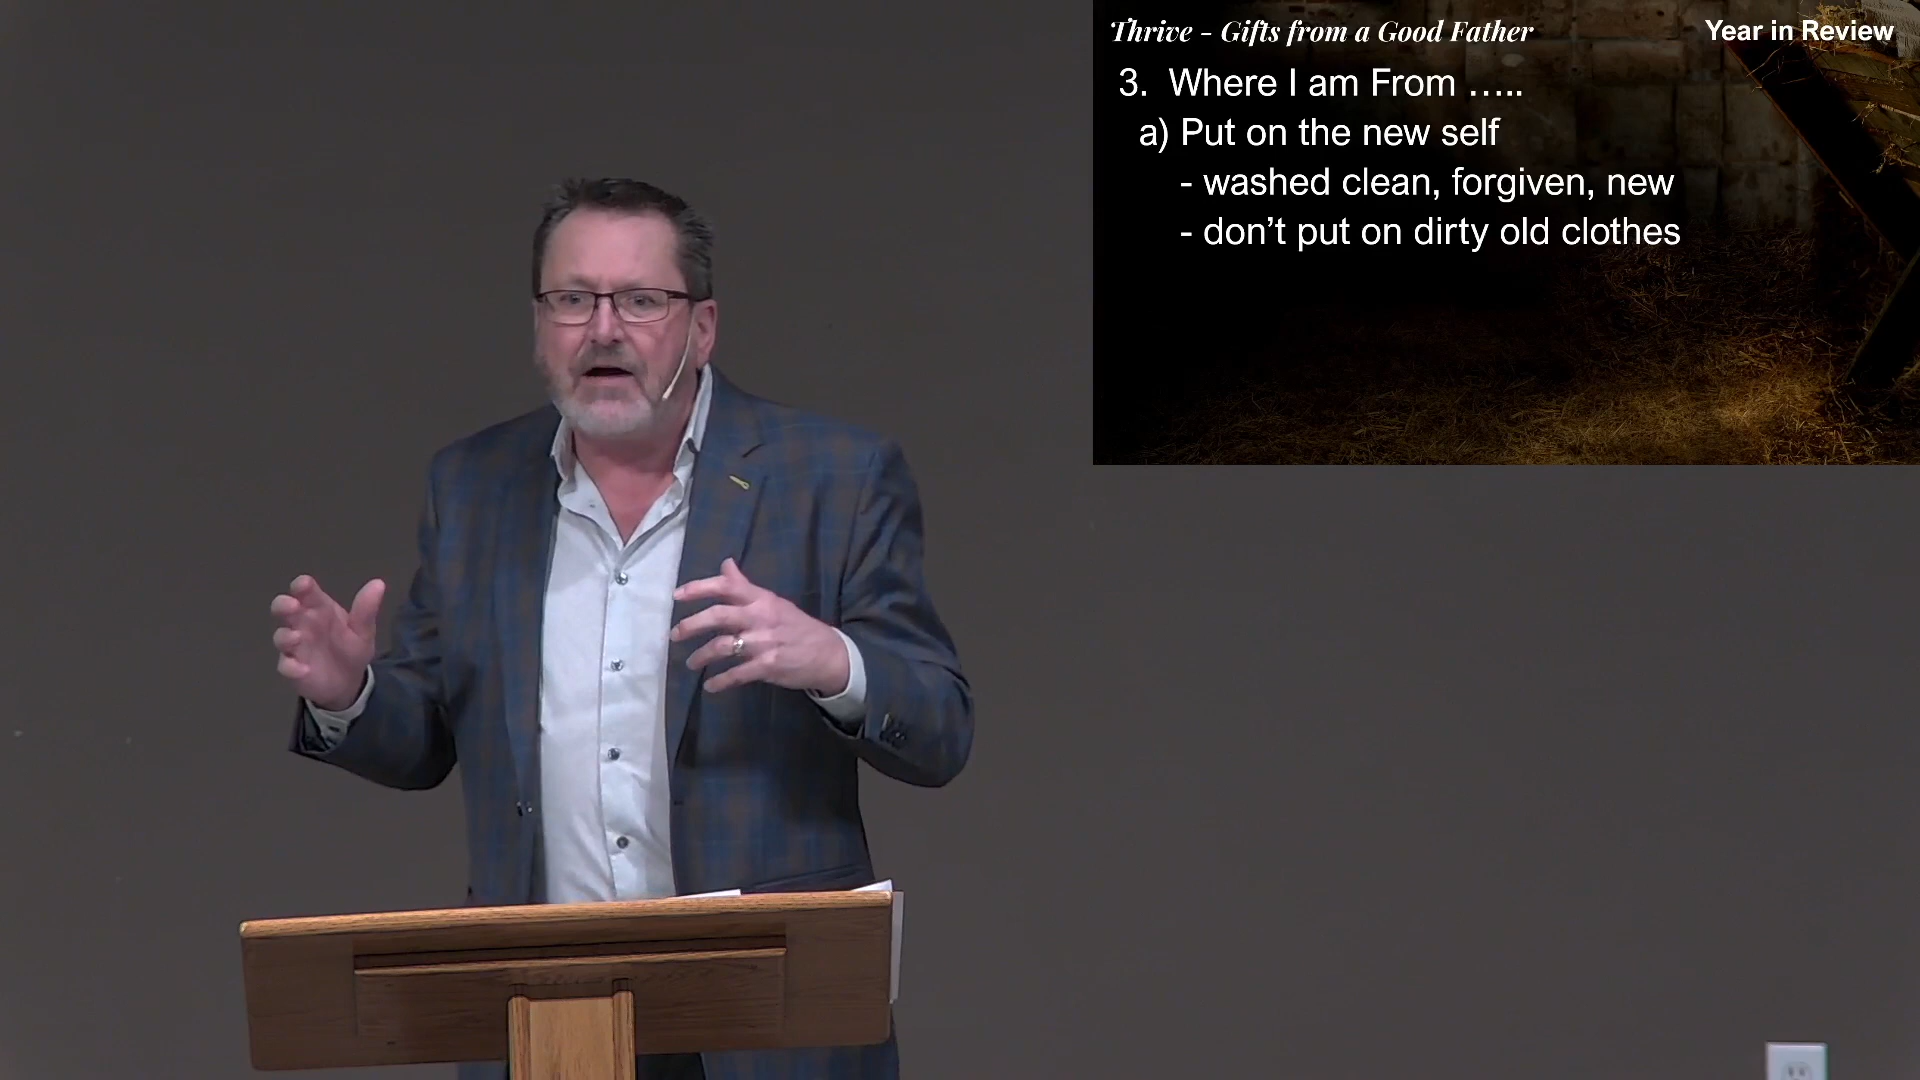 Thrive - Gifts from a Good Father
Year in Review
3. Where I am From …..
a) Put on the new self
- washed clean, forgiven, new
- don’t put on dirty old clothes